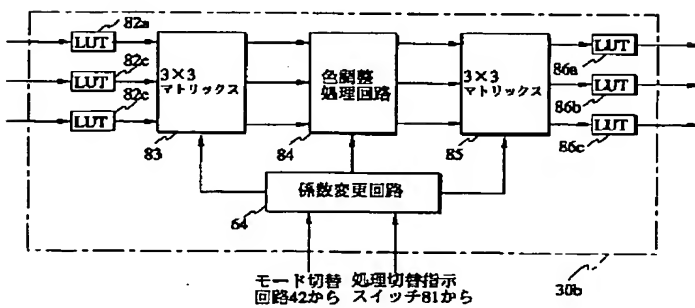 82a
LUT
82c
LUT
82c
LUT
3×3
マトリックス
83
色調整
処理回路
84
3×3
マトリックス
85
LUT
86a
LUT
86b
LUT
86c
係数変更回路
64
モード切替
回路42から
処理切替指示
スイッチ81から
30b